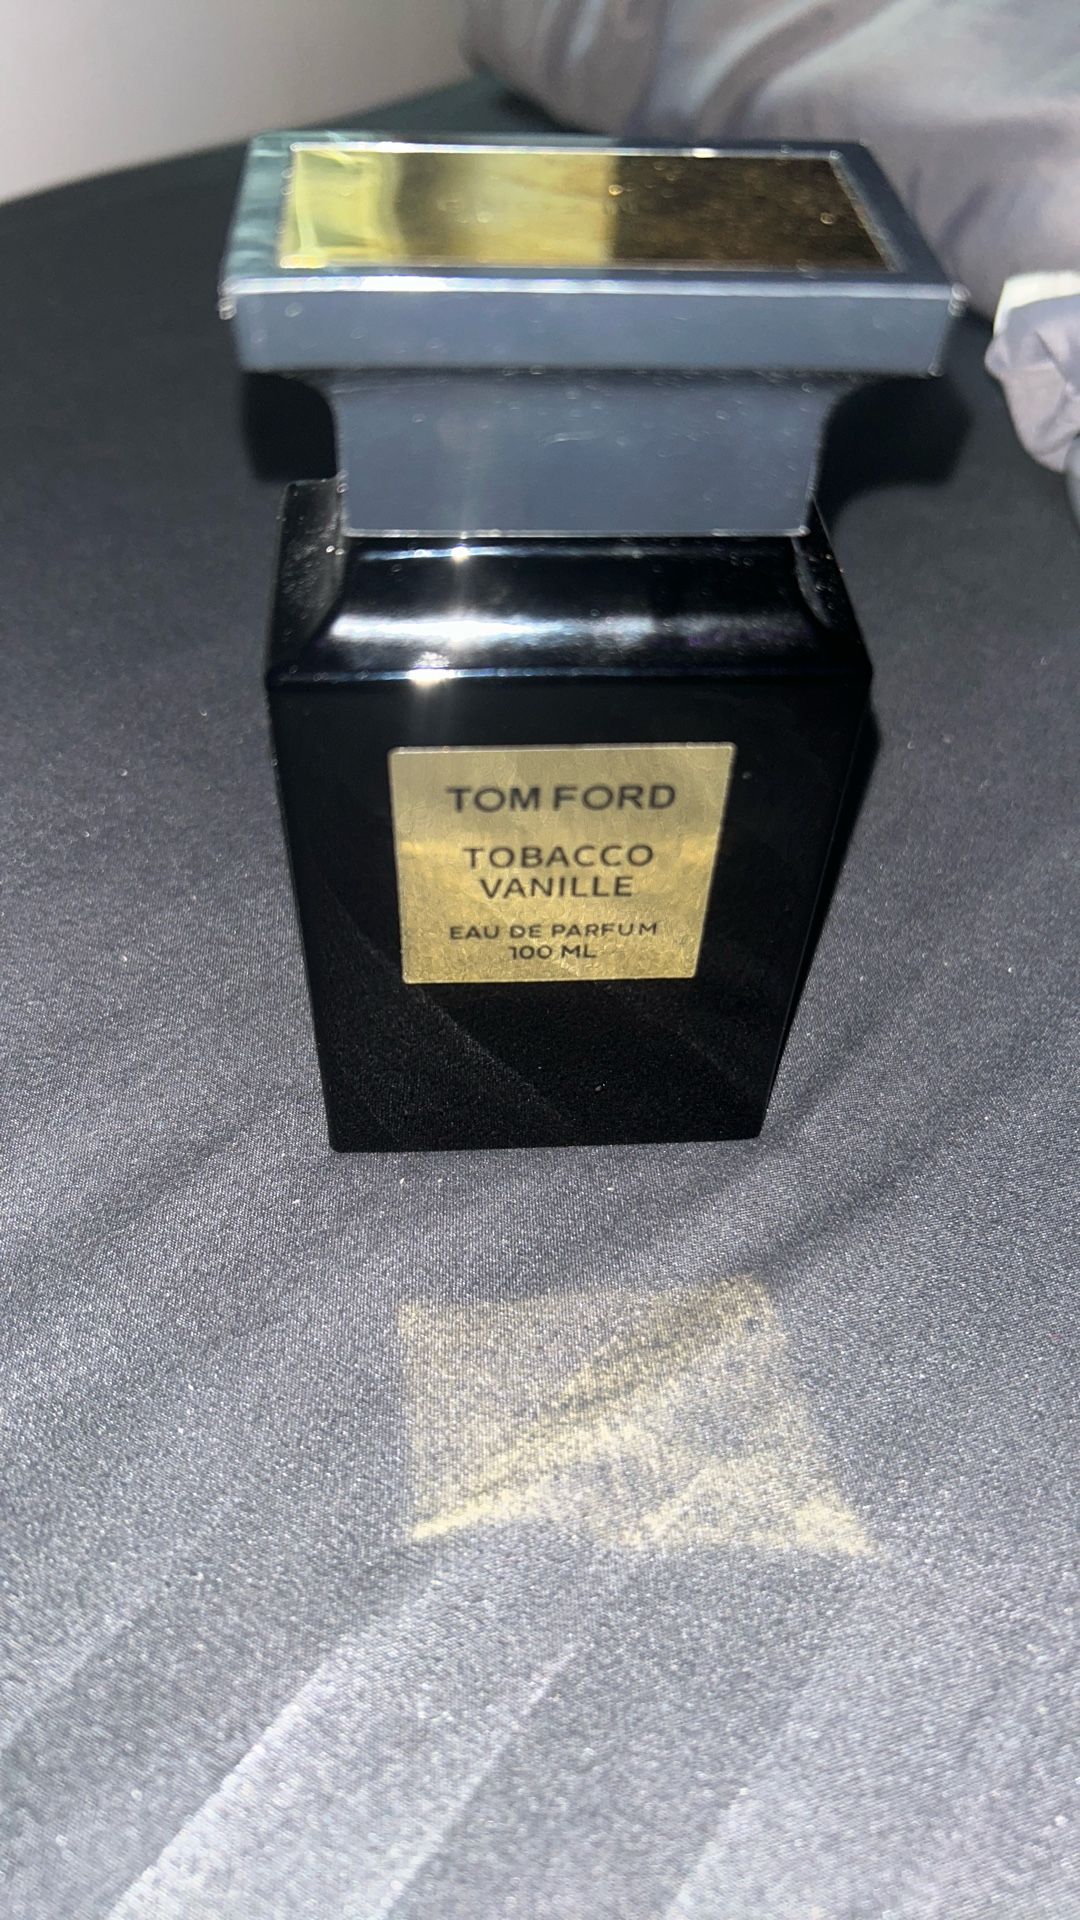 TOM FORD
TOBACCO
VANILLE
EAU DE PARFUM
100 ML